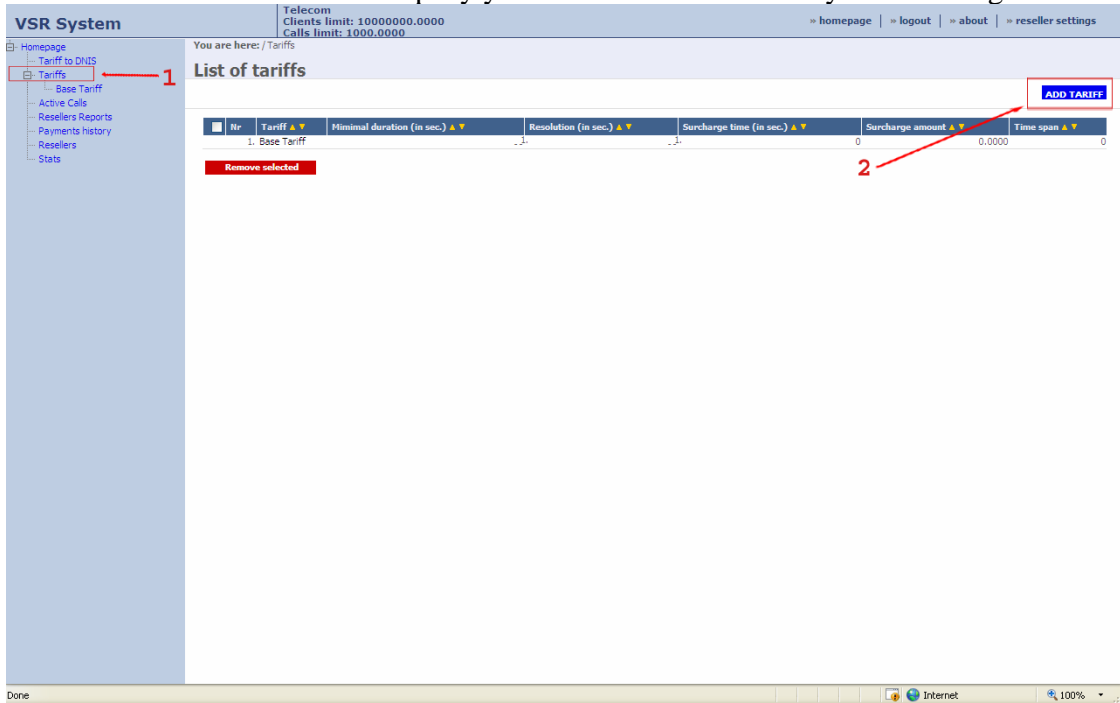 VSR System
Telecom
Clients limit: 10000000.0000
Calls limit: 1000.0000
» homepage | » logout | » about | » reseller settings
Homepage
Tariff to DNIS
Tariffs
Base Tariff
Active Calls
Resellers Reports
Payments history
Resellers
Stats
1
You are here: / Tariffs
List of tariffs
ADD TARIFF
Nr Tariff ▲ ▼ Mimimal duration (in sec.) ▲ ▼ Resolution (in sec.) ▲ ▼ Surcharge time (in sec.) ▲ ▼ Surcharge amount ▲ ▼ Time span ▲ ▼
1. Base Tariff 1 1 0 0.0000 0
Remove selected
2
Done Internet 100%